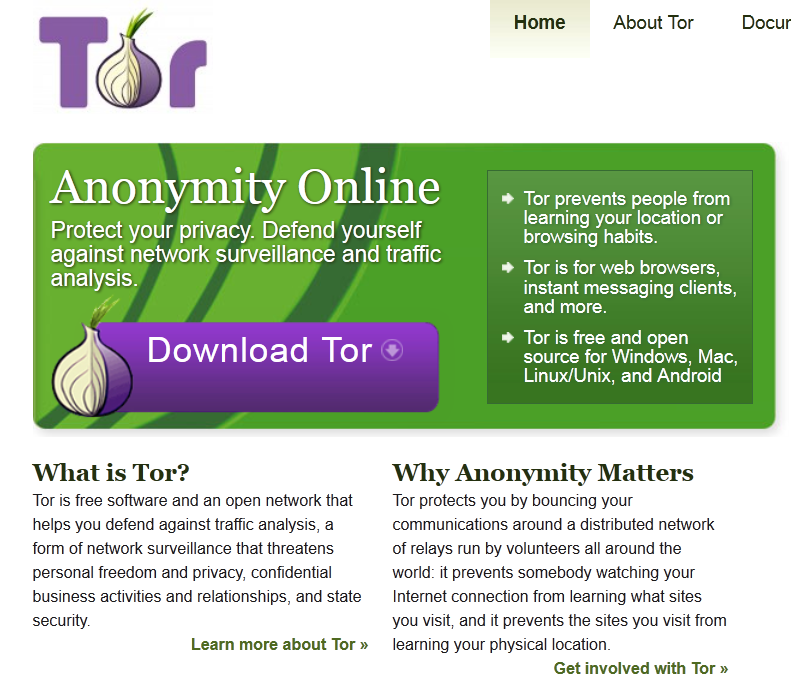 Tor
Home
About Tor
Anonymity Online
Protect your privacy. Defend yourself
against network surveillance and traffic
analysis.
Download Tor
Tor prevents people from
learning your location or
browsing habits.
Tor is for web browsers,
instant messaging clients,
and more.
Tor is free and open
source for Windows, Mac,
Linux/Unix, and Android
What is Tor?
Tor is free software and an open network that
helps you defend against traffic analysis, a
form of network surveillance that threatens
personal freedom and privacy, confidential
business activities and relationships, and state
security.
Learn more about Tor »
Why Anonymity Matters
Tor protects you by bouncing your
communications around a distributed network
of relays run by volunteers all around the
world: it prevents somebody watching your
Internet connection from learning what sites
you visit, and it prevents the sites you visit from
learning your physical location.
Get involved with Tor »